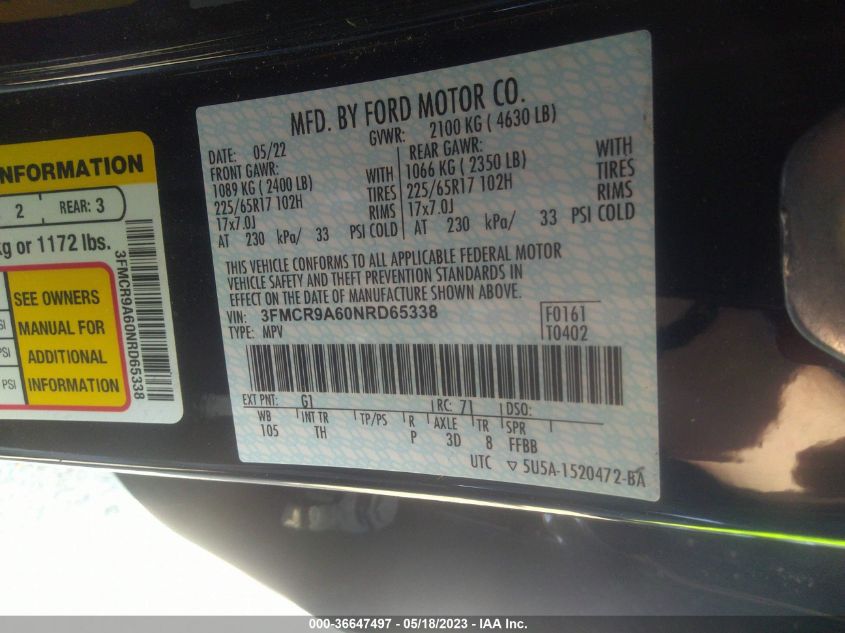 MFD. BY FORD MOTOR CO.
DATE: 05/22 GVWR: 2100 KG ( 4630 LB)
FRONT GAWR: REAR GAWR:
1089 KG ( 2400 LB) WITH 1066 KG ( 2350 LB) WITH
225/65R17 102H TIRES 225/65R17 102H TIRES
17x7.0J RIMS 17x7.0J RIMS
AT 230 kPa/ 33 PSI COLD AT 230 kPa/ 33 PSI COLD
THIS VEHICLE CONFORMS TO ALL APPLICABLE FEDERAL MOTOR
VEHICLE SAFETY AND THEFT PREVENTION STANDARDS IN
EFFECT ON THE DATE OF MANUFACTURE SHOWN ABOVE.
VIN: 3FMCR9A60NRD65338 F0161
TYPE: MPV T0402
EXT PNT: G1 RC: 71 DSO:
WB INT TR TP/PS R AXLE TR SPR
105 TH P 3D 8 FFBB
UTC 5U5A-1520472-BA
INFORMATION
2 REAR: 3
kg or 1172 lbs.
SEE OWNERS
MANUAL FOR
ADDITIONAL
INFORMATION
PSI
3FMCR9A60NRD65338
000-36647497 - 05/18/2023 - IAA Inc.